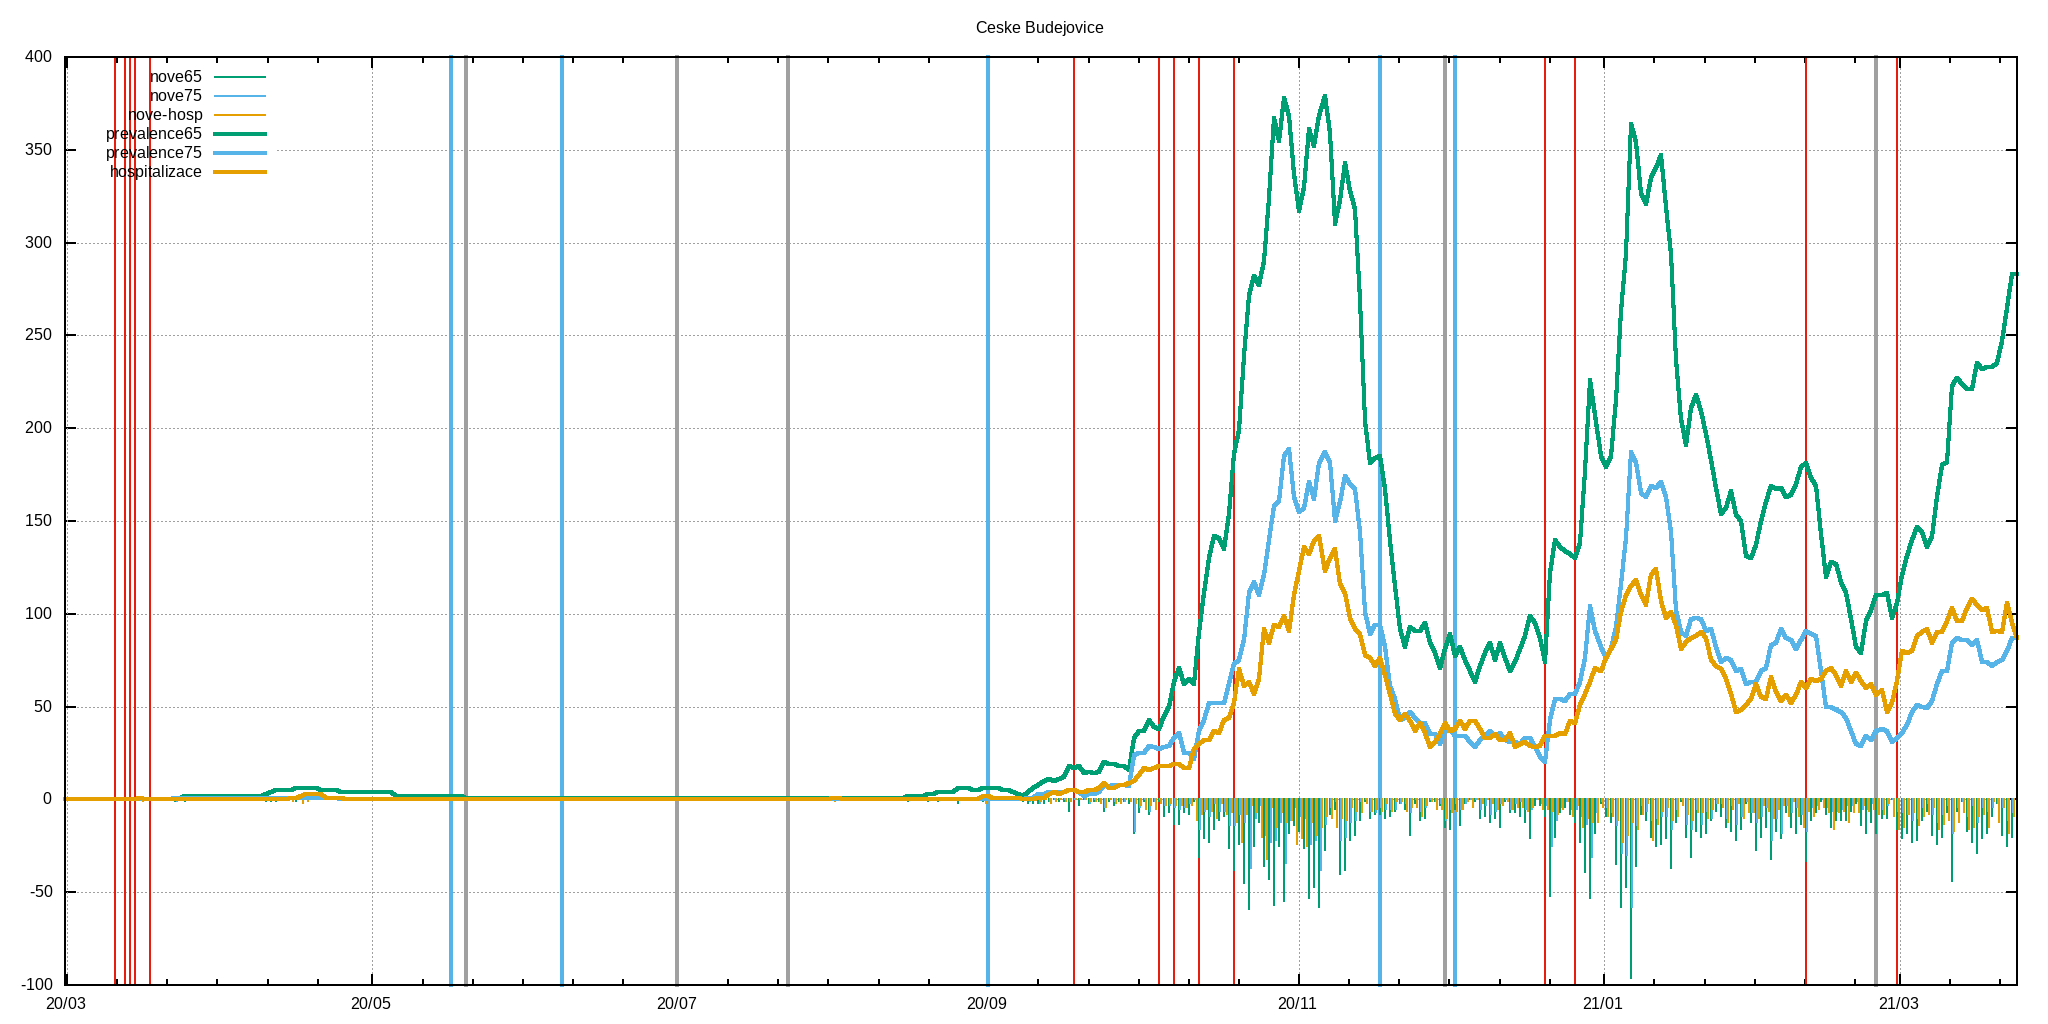 Ceske Budejovice
400
nove65
nove75
nove-hosp
prevalence65
350
prevalence75
hospitalizace
300
250
200
150
100
50
0
-50
-100
20/03 20/05 20/07 20/09 20/11 21/01 21/03